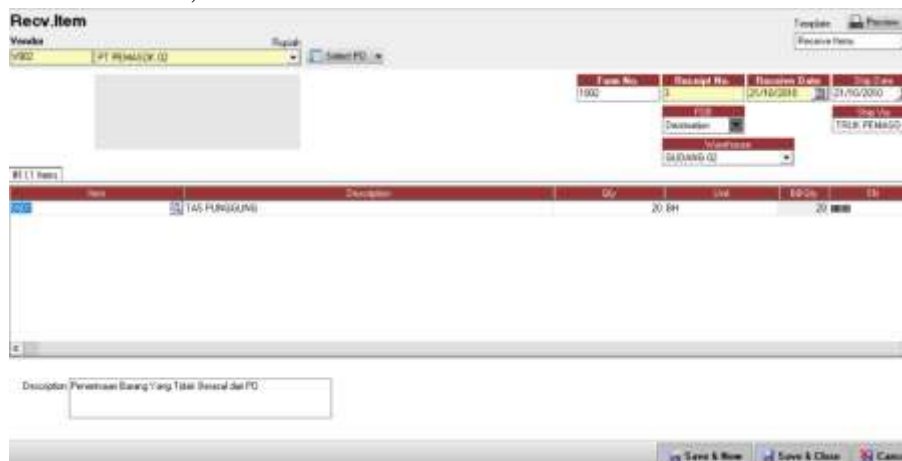 Recv.Item
Template Preview
Vendor Rupiah Receive Items
V002 PT PEMASOK 02 Select PO
Form No. Receipt No. Receive Date Ship Date
1002 3 21/10/2010 21/10/2010
FOB Ship Via
Destination TRUK PEMASO
Warehouse
GUDANG 02
Items
Item Description Qty Unit Bill Qty SN
TAS PUNGGUNG 20 BH 20
Description Penerimaan Barang Yang Tidak Berasal dari PO
Save & New Save & Close Canc